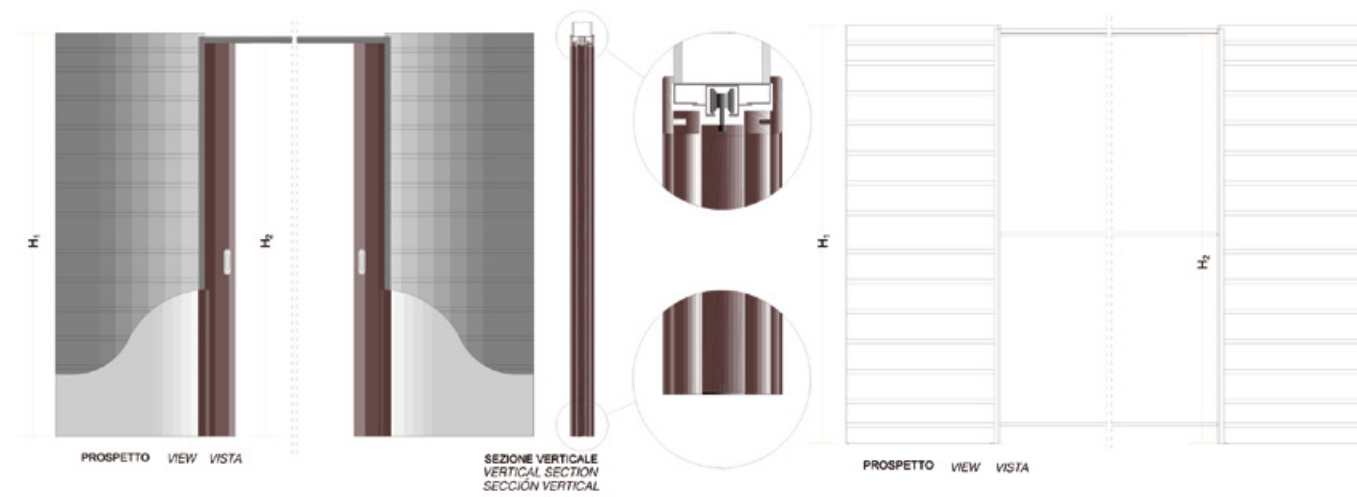 H₁
H₂
PROSPETTO VIEW VISTA
SEZIONE VERTICALE
VERTICAL SECTION
SECCIÓN VERTICAL
H₁
H₂
PROSPETTO VIEW VISTA